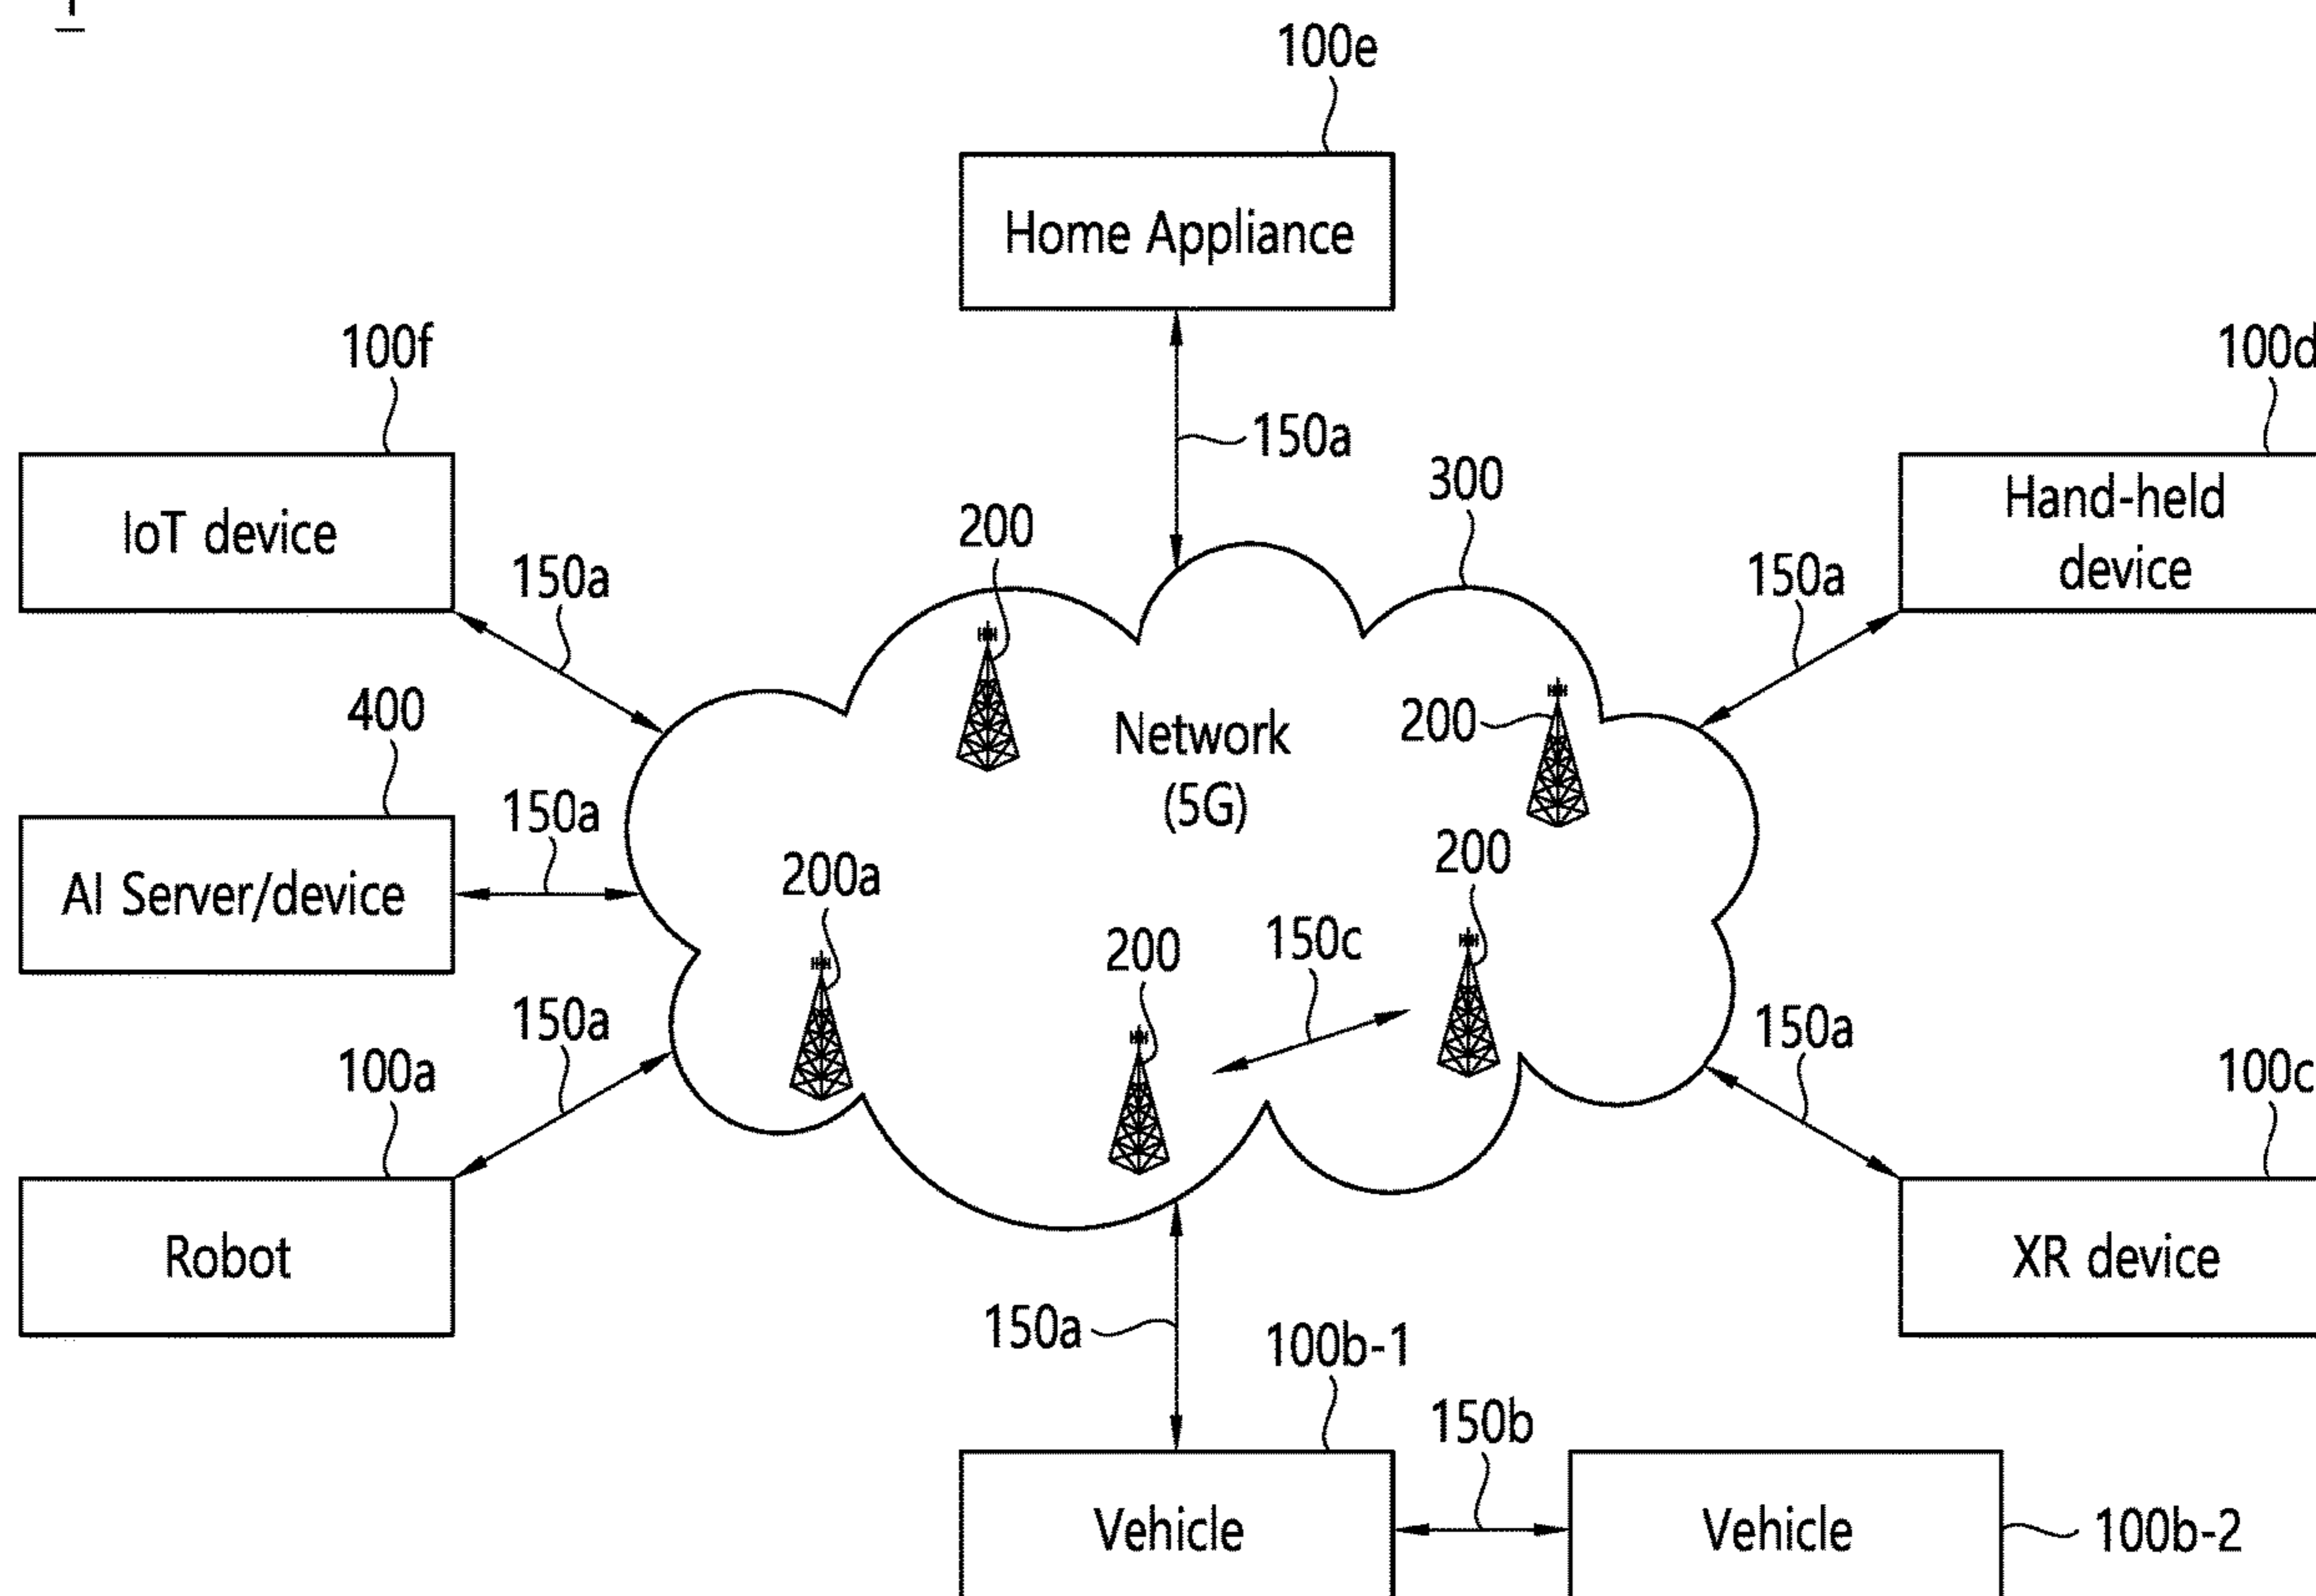 1
100e
Home Appliance
100f
100d
150a
300
IoT device
Hand-held
device
200
150a
150a
400
200
Network
(5G)
150a
200
AI Server/device
200a
200
150c
150a
150a
100a
100c
Robot
XR device
150a
100b-1
150b
Vehicle
Vehicle
100b-2